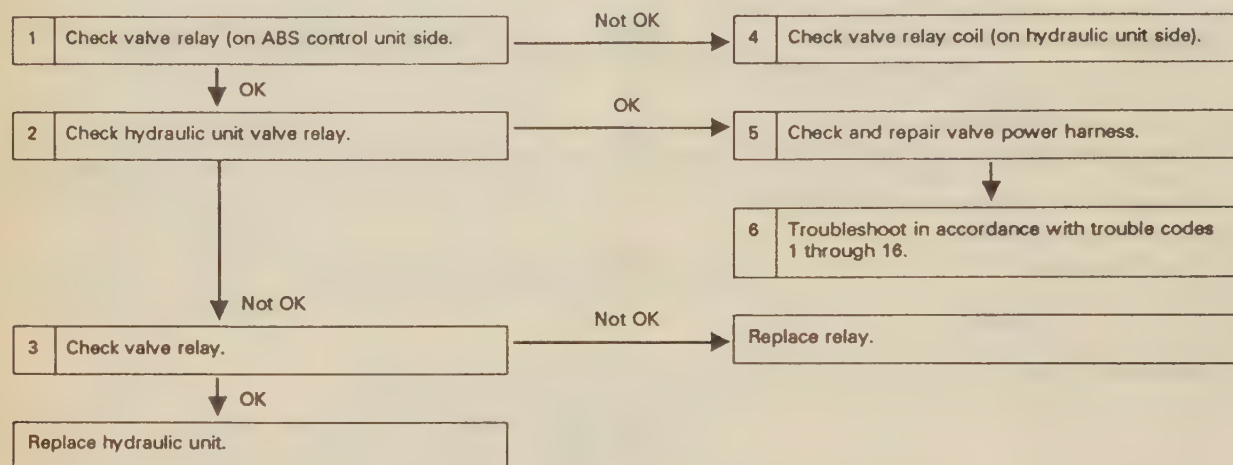 Not OK
1 Check valve relay (on ABS control unit side.
4 Check valve relay coil (on hydraulic unit side).
OK
2 Check hydraulic unit valve relay.
OK
5 Check and repair valve power harness.
6 Troubleshoot in accordance with trouble codes
1 through 16.
Not OK
3 Check valve relay.
Not OK
Replace relay.
OK
Replace hydraulic unit.